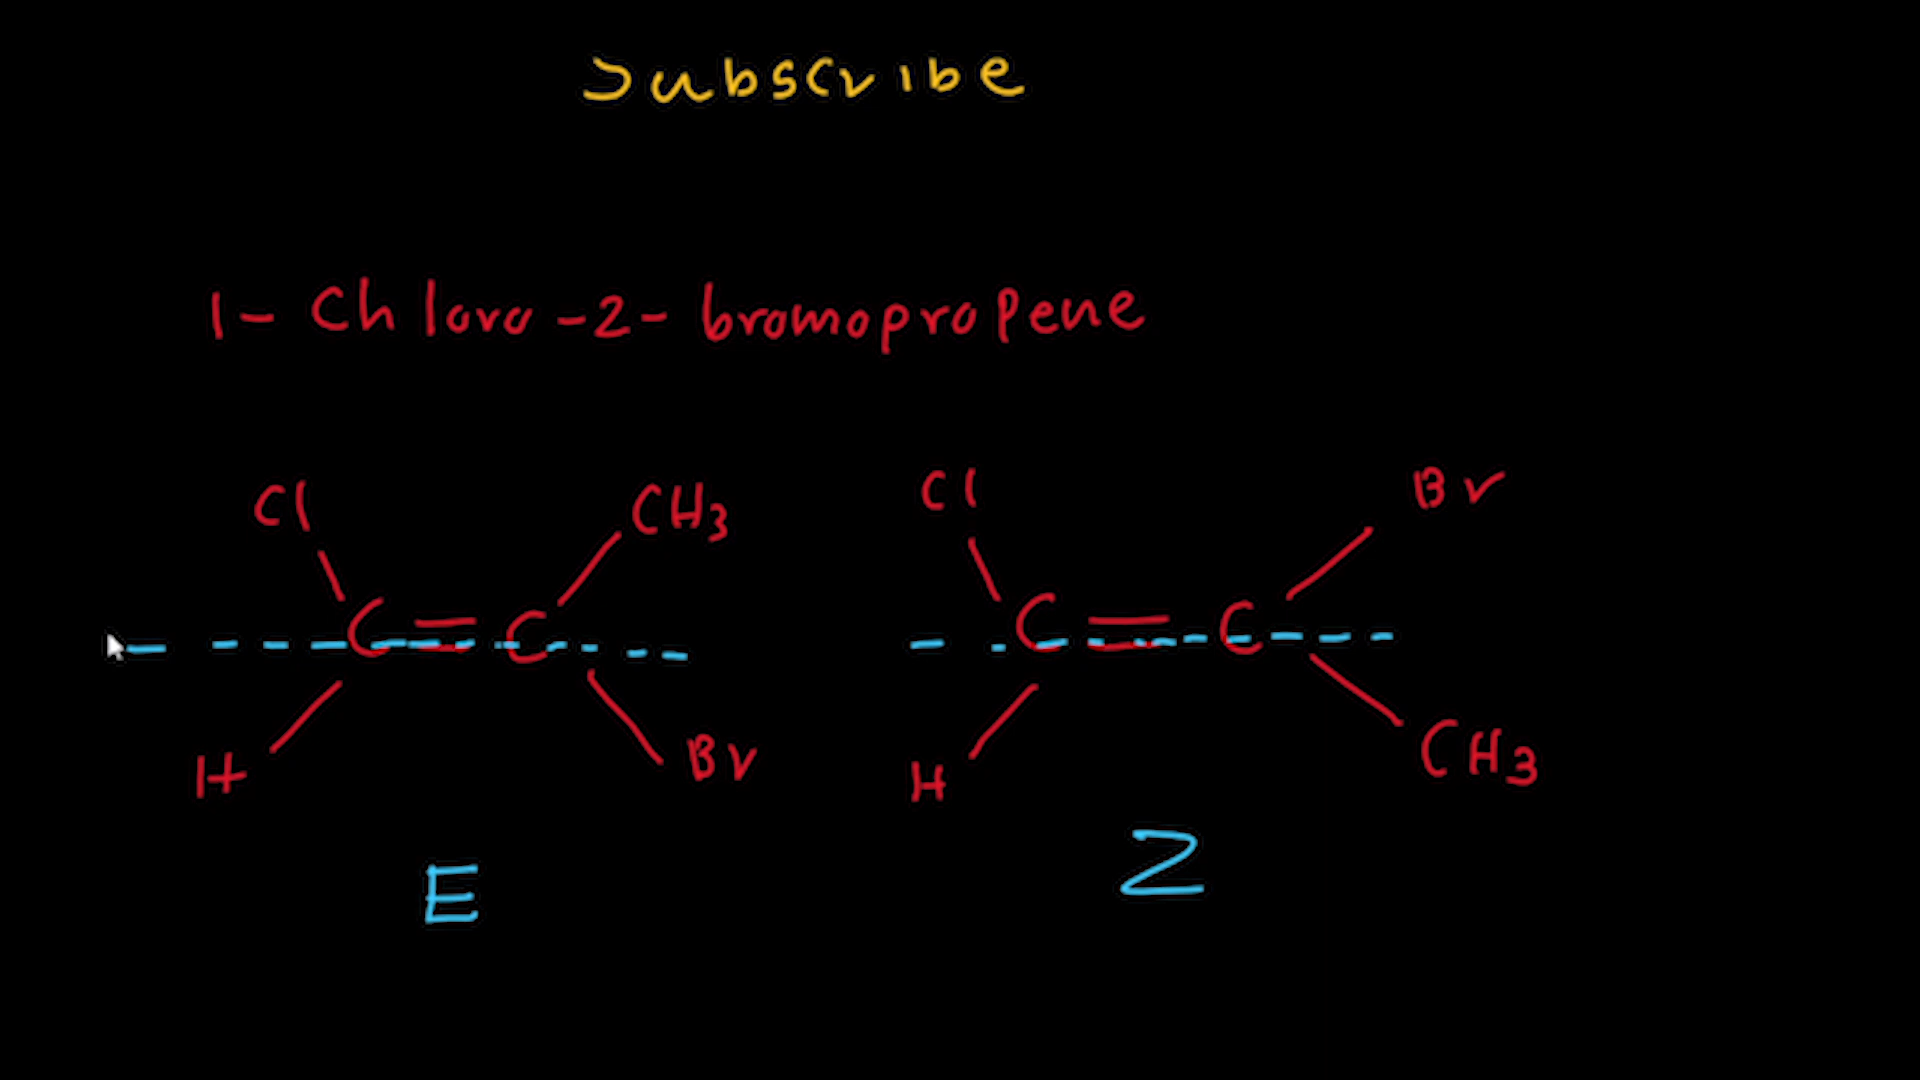 Subscribe
1-Chloro-2-bromopropene
Cl CH3 Cl Br
C=C C=C
H Br H CH3
E Z